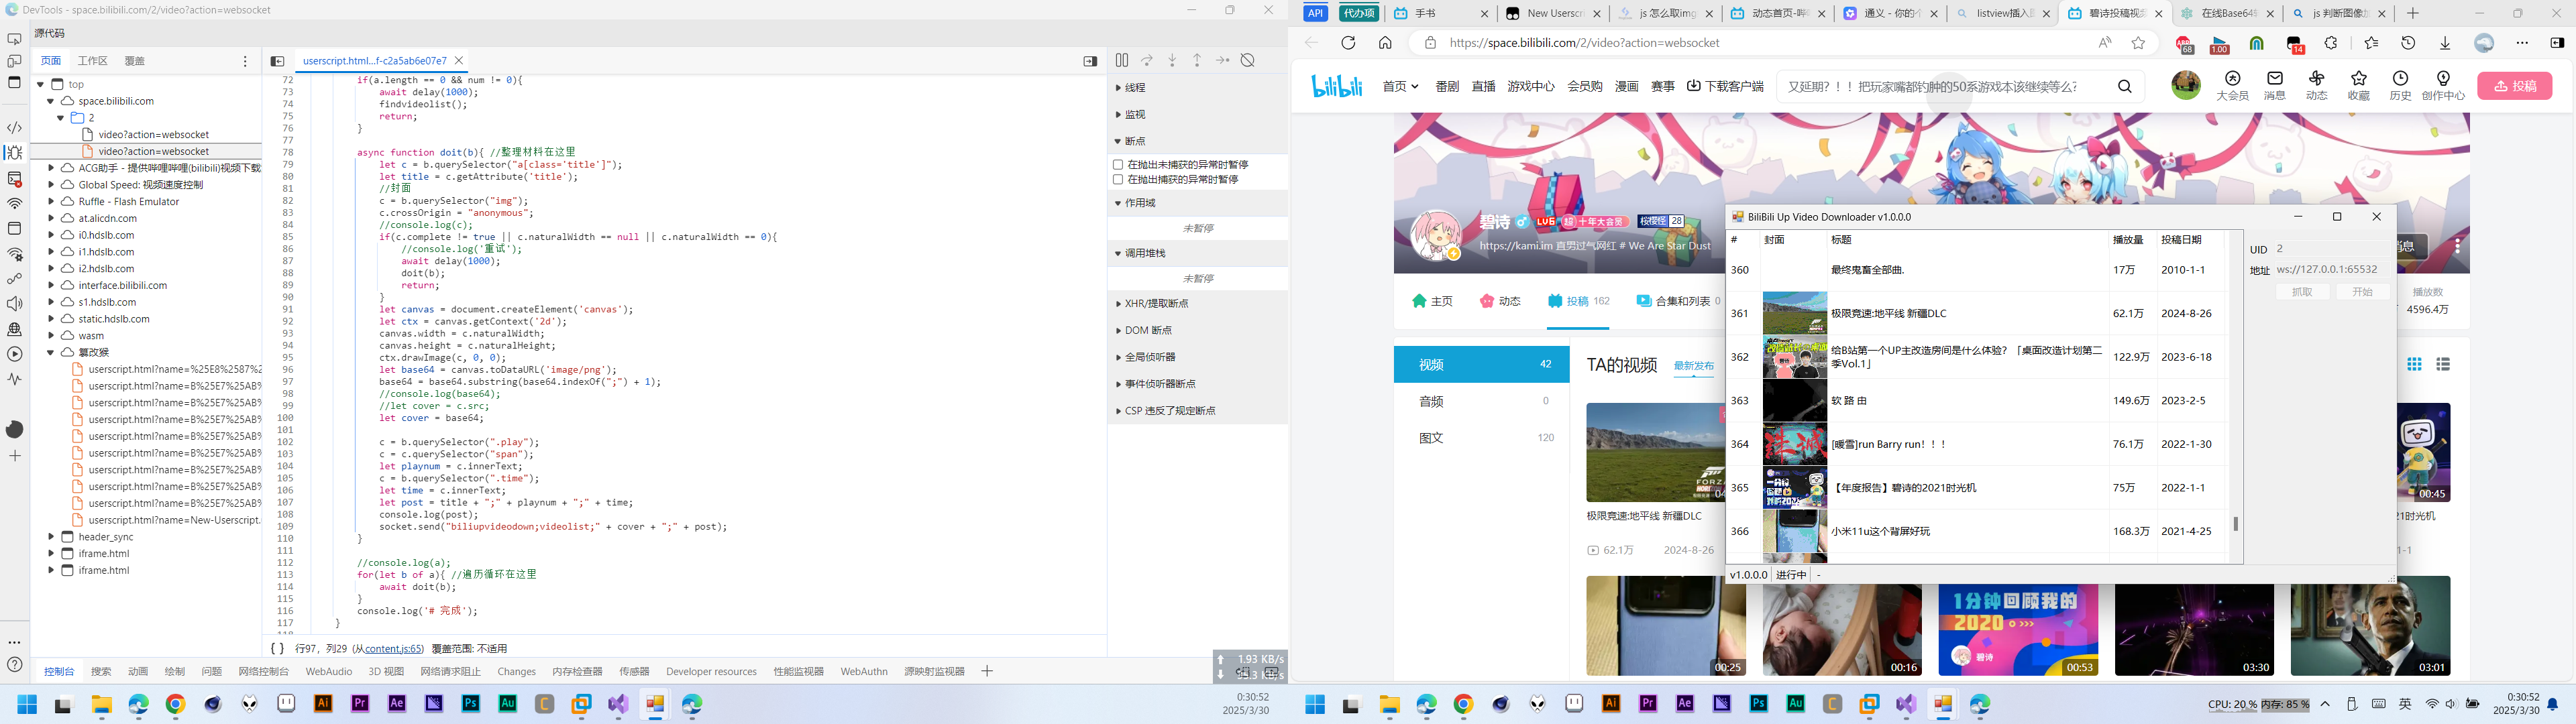 DevTools - space.bilibili.com/2/video?action=websocket
源代码
页面 工作区 覆盖
userscript.html...f-c2a5ab6e07e7
top
space.bilibili.com
2
video?action=websocket
video?action=websocket
ACG助手 - 提供哔哩哔哩(bilibili)视频下载
Global Speed: 视频速度控制
Ruffle - Flash Emulator
at.alicdn.com
i0.hdslb.com
i1.hdslb.com
i2.hdslb.com
interface.bilibili.com
s1.hdslb.com
static.hdslb.com
wasm
篡改猴
userscript.html?name=%25E8%2587%2
userscript.html?name=B%25E7%25AB%
userscript.html?name=B%25E7%25AB%
userscript.html?name=B%25E7%25AB%
userscript.html?name=B%25E7%25AB%
userscript.html?name=B%25E7%25AB%
userscript.html?name=B%25E7%25AB%
userscript.html?name=B%25E7%25AB%
userscript.html?name=B%25E7%25AB%
userscript.html?name=New-Userscript.
header_sync
iframe.html
iframe.html
72 if(a.length == 0 && num != 0){
73 await delay(1000);
74 findvideolist();
75 return;
76 }
77
78 async function doit(b){ //整理材料在这里
79 let c = b.querySelector("a[class='title']");
80 let title = c.getAttribute('title');
81 //封面
82 c = b.querySelector("img");
83 c.crossOrigin = "anonymous";
84 //console.log(c);
85 if(c.complete != true || c.naturalWidth == null || c.naturalWidth == 0){
86 //console.log('重试');
87 await delay(1000);
88 doit(b);
89 return;
90 }
91 let canvas = document.createElement('canvas');
92 let ctx = canvas.getContext('2d');
93 canvas.width = c.naturalWidth;
94 canvas.height = c.naturalHeight;
95 ctx.drawImage(c, 0, 0);
96 let base64 = canvas.toDataURL('image/png');
97 base64 = base64.substring(base64.indexOf(";") + 1);
98 //console.log(base64);
99 //let cover = c.src;
100 let cover = base64;
101
102 c = b.querySelector(".play");
103 c = c.querySelector("span");
104 let playnum = c.innerText;
105 c = b.querySelector(".time");
106 let time = c.innerText;
107 let post = title + ";" + playnum + ";" + time;
108 console.log(post);
109 socket.send("biliupvideodown;videolist;" + cover + ";" + post);
110 }
111
112 //console.log(a);
113 for(let b of a){ //遍历循环在这里
114 await doit(b);
115 }
116 console.log('# 完成');
117 }
行97，列29 (从content.js:65) 覆盖范围: 不适用
线程
监视
断点
在抛出未捕获的异常时暂停
在抛出捕获的异常时暂停
作用域
未暂停
调用堆栈
未暂停
XHR/提取断点
DOM 断点
全局侦听器
事件侦听器断点
CSP 违反了规定断点
控制台 搜索 动画 绘制 问题 网络控制台 WebAudio 3D 视图 网络请求阻止 Changes 内存检查器 传感器 Developer resources 性能监视器 WebAuthn 源映射监视器
1.93 KB/s
0:30:52
2025/3/30
API 代办项 手书 New Userscri js 怎么取img 动态首页-哔 通义 - 你的个 listview插入图 碧诗投稿视频 在线Base64转 js 判断图像加
https://space.bilibili.com/2/video?action=websocket
68 1.00 14
bilibili 首页 番剧 直播 游戏中心 会员购 漫画 赛事 下载客户端
又延期？！！把玩家嘴都钓肿的50系游戏本该继续等么?
大会员 消息 动态 收藏 历史 创作中心 投稿
碧诗 LV6 十年大会员 28
https://kami.im 直男过气网红 # We Are Star Dust
主页 动态 投稿 162 合集和列表 0
播放数
4596.4万
视频 42
音频 0
图文 120
TA的视频 最新发布
极限竞速:地平线 新疆DLC
62.1万 2024-8-26
00:45
00:25
00:16
1分钟回顾我的
2020
碧诗
00:53
03:30
03:01
BiliBili Up Video Downloader v1.0.0.0
# 封面 标题 播放量 投稿日期
360 最终鬼畜全部曲. 17万 2010-1-1
361 极限竞速:地平线 新疆DLC 62.1万 2024-8-26
362 给B站第一个UP主改造房间是什么体验？「桌面改造计划第二季Vol.1」 122.9万 2023-6-18
363 软 路 由 149.6万 2023-2-5
364 [暖雪]run Barry run！！！ 76.1万 2022-1-30
365 【年度报告】碧诗的2021时光机 75万 2022-1-1
366 小米11u这个背屏好玩 168.3万 2021-4-25
UID 2
地址 ws://127.0.0.1:65532
抓取 开始
v1.0.0.0 进行中 -
CPU: 20 % 内存: 85 %
英
0:30:52
2025/3/30